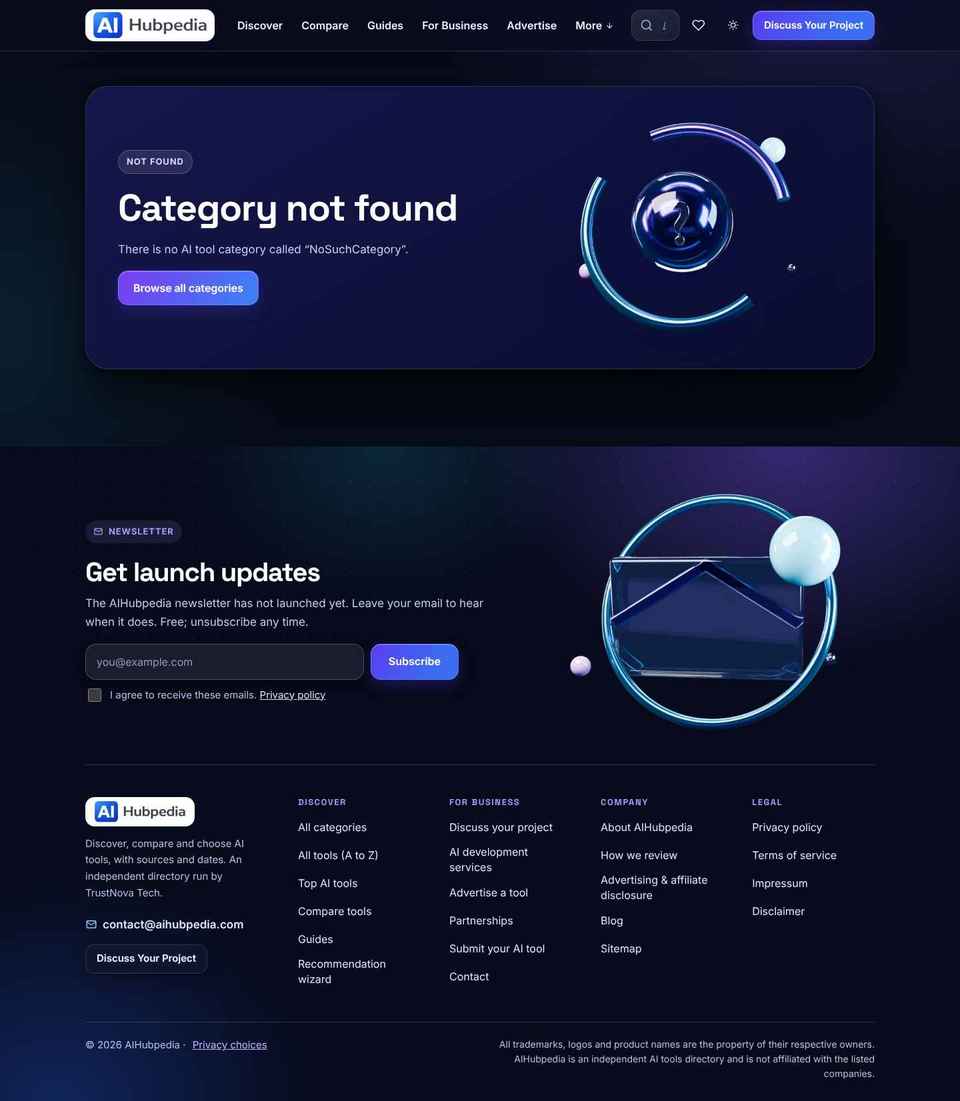 AI Hubpedia
Discover
Compare
Guides
For Business
Advertise
More ↓
/
Discuss Your Project
NOT FOUND
Category not found
There is no AI tool category called “NoSuchCategory”.
Browse all categories
?
NEWSLETTER
Get launch updates
The AIHubpedia newsletter has not launched yet. Leave your email to hear
when it does. Free; unsubscribe any time.
you@example.com
Subscribe
I agree to receive these emails. Privacy policy
AI Hubpedia
Discover, compare and choose AI
tools, with sources and dates. An
independent directory run by
TrustNova Tech.
contact@aihubpedia.com
Discuss Your Project
DISCOVER
All categories
All tools (A to Z)
Top AI tools
Compare tools
Guides
Recommendation
wizard
FOR BUSINESS
Discuss your project
AI development
services
Advertise a tool
Partnerships
Submit your AI tool
Contact
COMPANY
About AIHubpedia
How we review
Advertising & affiliate
disclosure
Blog
Sitemap
LEGAL
Privacy policy
Terms of service
Impressum
Disclaimer
© 2026 AIHubpedia · Privacy choices
All trademarks, logos and product names are the property of their respective owners.
AIHubpedia is an independent AI tools directory and is not affiliated with the listed
companies.